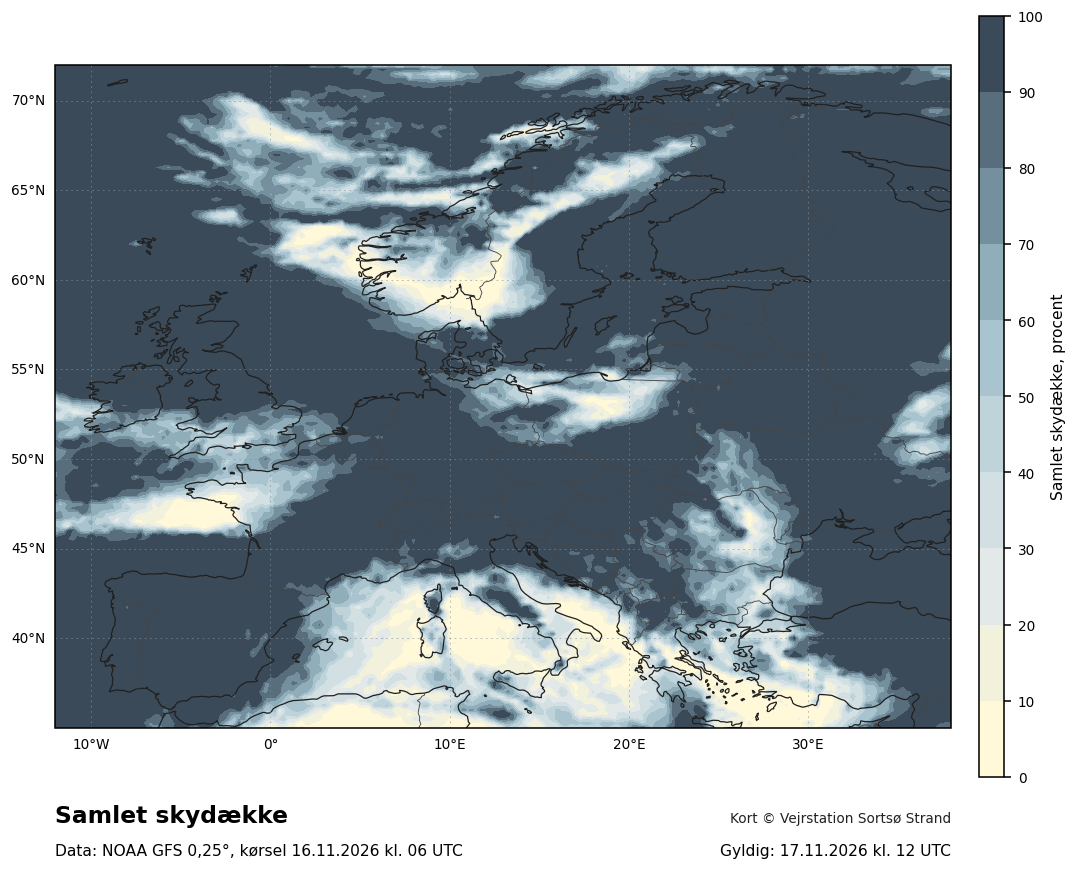 70°N
65°N
60°N
55°N
50°N
45°N
40°N
10°W
0°
10°E
20°E
30°E
100
90
80
70
60
50
40
30
20
10
0
Samlet skydække, procent
Samlet skydække
Kort © Vejrstation Sortsø Strand
Data: NOAA GFS 0,25°, kørsel 16.11.2026 kl. 06 UTC
Gyldig: 17.11.2026 kl. 12 UTC